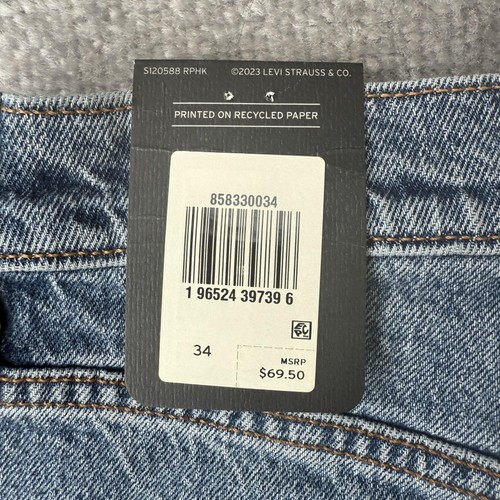 S120588 RPHK ©2023 LEVI STRAUSS & CO.
PRINTED ON RECYCLED PAPER
858330034
1 96524 39739 6
34
MSRP
$69.50